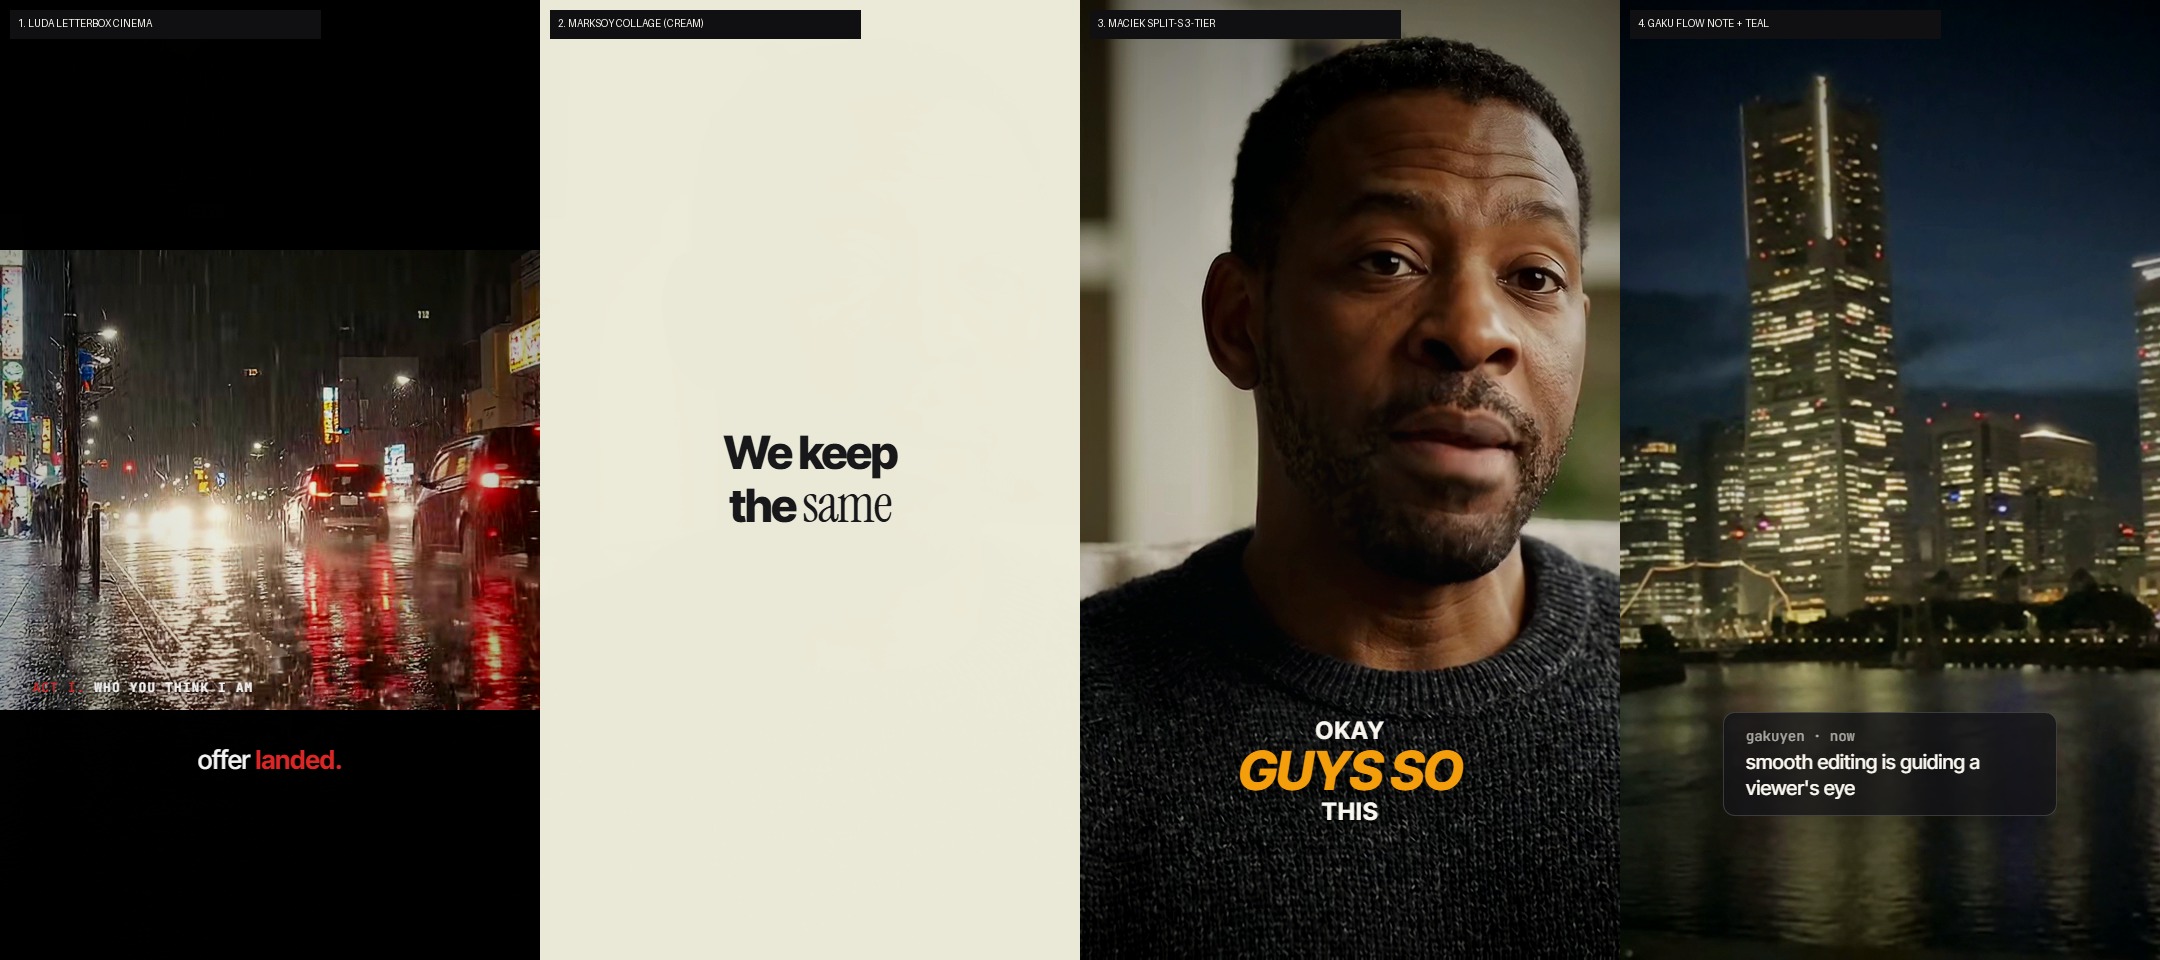 1. LUDA LETTERBOX CINEMA
ACT I. WHO YOU THINK I AM
offer landed.
2. MARKSOY COLLAGE (CREAM)
We keep
the same
3. MACIEK SPLIT-S 3-TIER
OKAY
GUYS SO
THIS
4. GAKU FLOW NOTE + TEAL
gakuyen · now
smooth editing is guiding a
viewer's eye